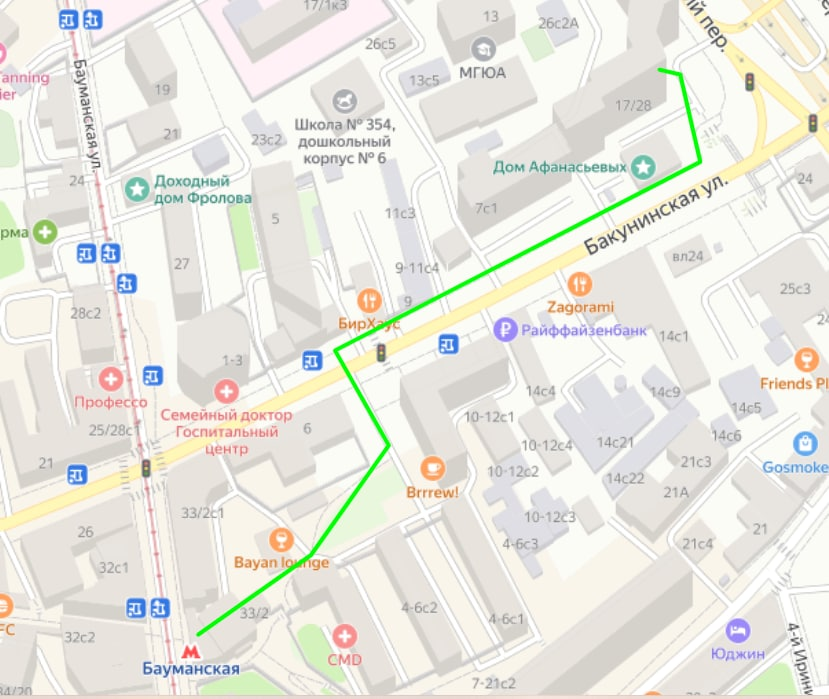 17/1к3
13
26с2А
ий пер.
26с5
МГЮА
13с5
Tanning
ier
Бауманская ул.
19
17/28
21
23с2
Школа № 354,
дошкольный
корпус № 6
Дом Афанасьевых
24
Доходный
дом Фролова
24
5
11с3
7с1
Бакунинская ул.
рма
27
9-11с4
вл24
9
Zagorami
25с3
28с2
БирХаус
Райффайзенбанк
24
14с1
1-3
Friends Pl
Профессо
Семейный доктор
Госпитальный
центр
14с4
14с9
14с5
25/28с1
6
10-12с1
14с6
21
10-12с4
14с21
Gosmoke
10-12с2
21с3
Brrrew!
14с22
21А
33/2с1
10-12с3
21
26
Bayan lounge
4-6с3
21с4
32с1
33/2
4-6с2
4-6с1
FC
32с2
Бауманская
CMD
Юджин
4-й Ирини
34/20
7-21с2